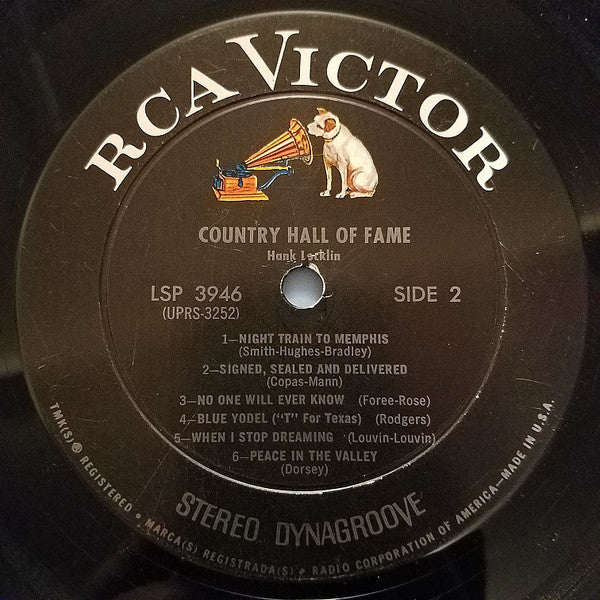 RCA VICTOR
COUNTRY HALL OF FAME
Hank Locklin
LSP 3946
(UPRS-3252)
SIDE 2
1—NIGHT TRAIN TO MEMPHIS
(Smith-Hughes-Bradley)
2—SIGNED, SEALED AND DELIVERED
(Copas-Mann)
3—NO ONE WILL EVER KNOW (Foree-Rose)
4—BLUE YODEL ("T" For Texas) (Rodgers)
5—WHEN I STOP DREAMING (Louvin-Louvin)
6—PEACE IN THE VALLEY
(Dorsey)
STEREO DYNAGROOVE
TMK(S) ® REGISTERED • MARCA(S) REGISTRADA(S) • RADIO CORPORATION OF AMERICA—MADE IN U.S.A.